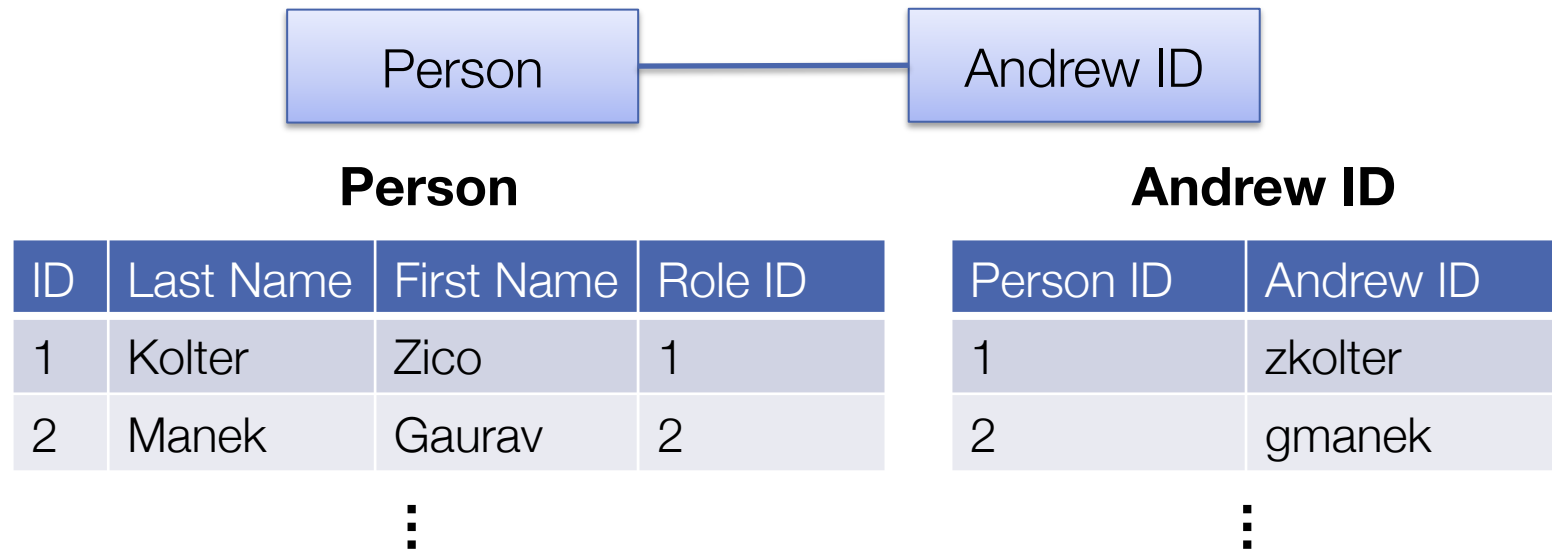 Person Andrew ID
Person
ID Last Name First Name Role ID
1 Kolter Zico 1
2 Manek Gaurav 2
⋮
Andrew ID
Person ID Andrew ID
1 zkolter
2 gmanek
⋮